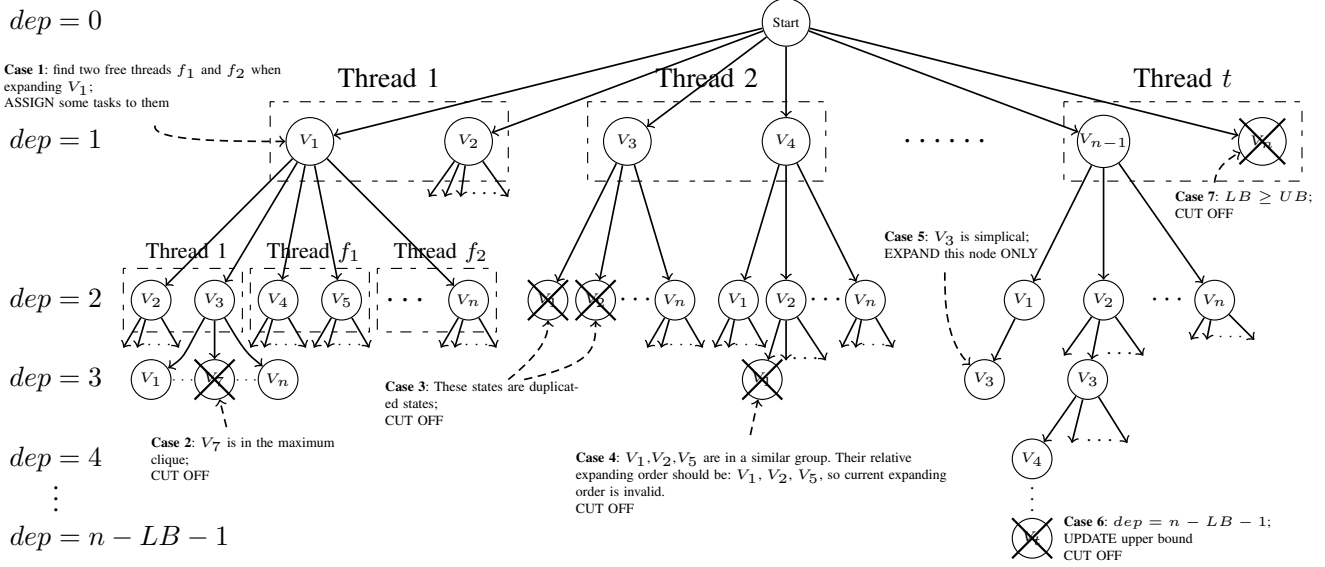 dep = 0
Start
Case 1: find two free threads f1 and f2 when
expanding V1;
ASSIGN some tasks to them
Thread 1
Thread 2
Thread t
dep = 1
V1
V2
V3
V4
......
Vn−1
Vn
Case 7: LB ≥ UB;
CUT OFF
Case 5: V3 is simplical;
EXPAND this node ONLY
Thread 1
Thread f1
Thread f2
dep = 2
V2
V3
V4
V5
...
Vn
V1
V2
...
Vn
V1
V2
...
Vn
V1
V2
...
Vn
dep = 3
V1
V7
Vn
V1
V3
V3
Case 3: These states are duplicat-
ed states;
CUT OFF
Case 2: V7 is in the maximum
clique;
CUT OFF
Case 4: V1,V2,V5 are in a similar group. Their relative
expanding order should be: V1, V2, V5, so current expanding
order is invalid.
CUT OFF
dep = 4
V4
⋮
dep = n − LB − 1
Case 6: dep = n − LB − 1;
UPDATE upper bound
CUT OFF